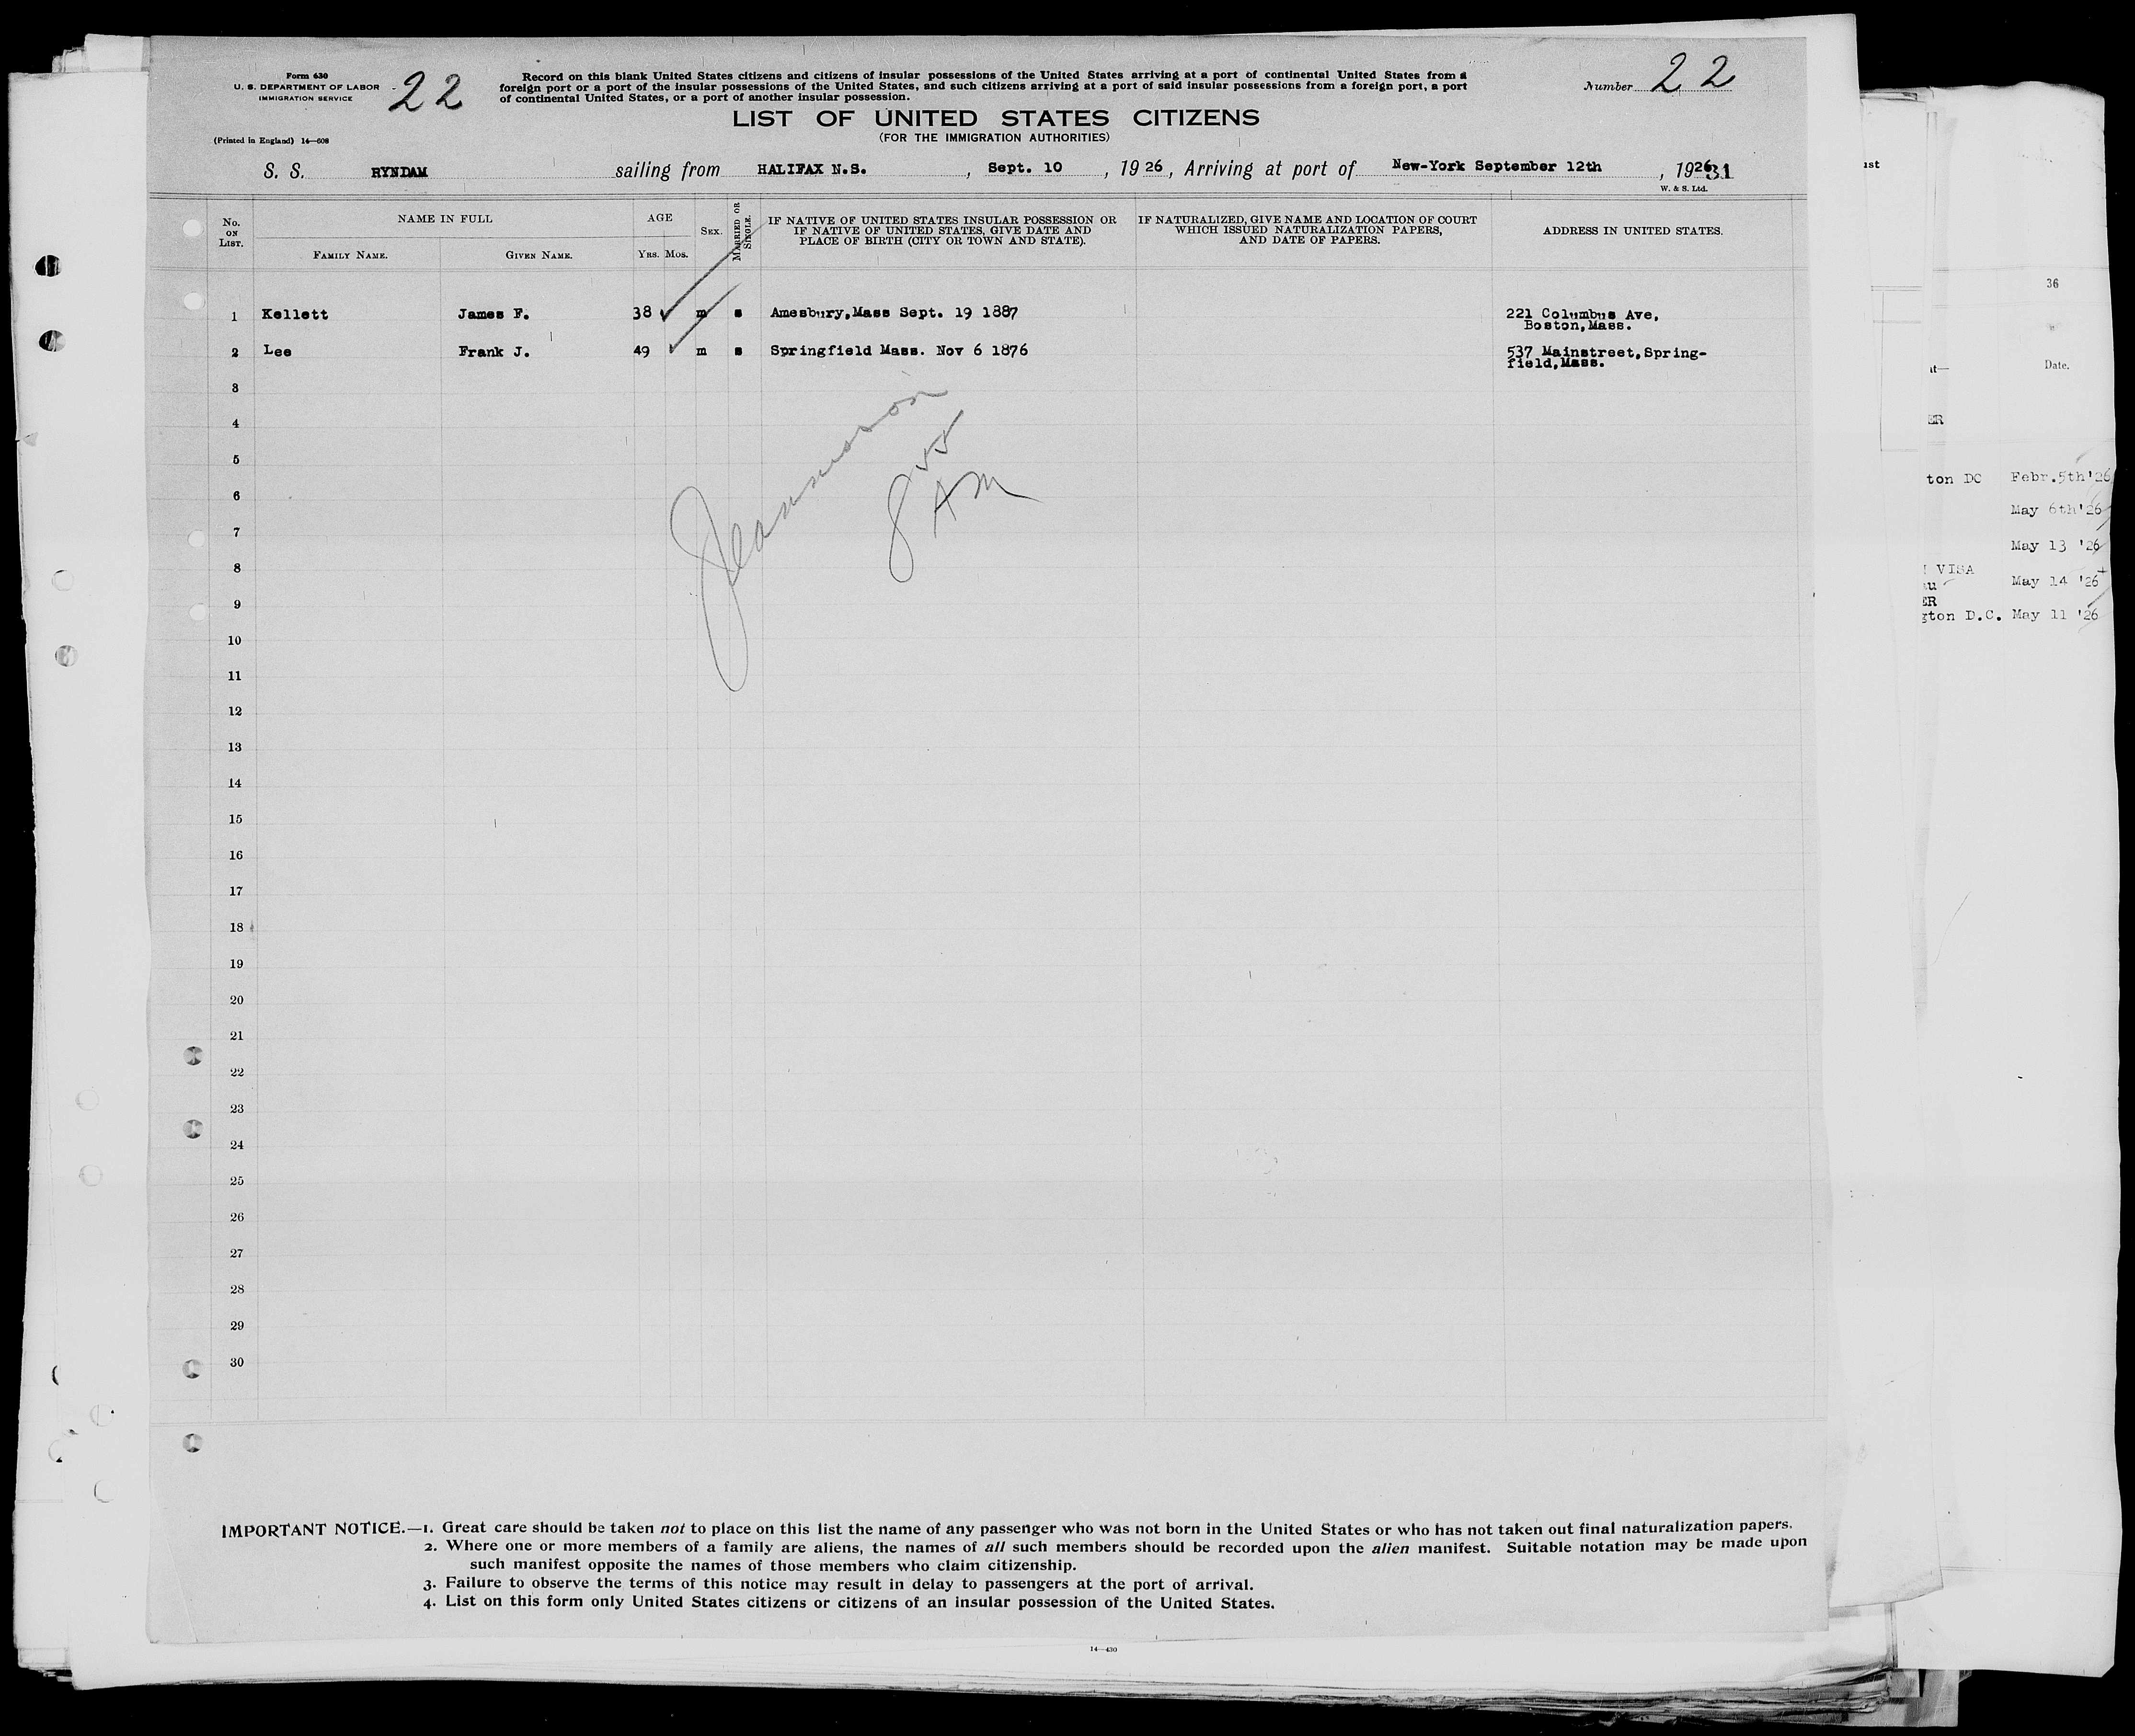 Form 630
U. S. DEPARTMENT OF LABOR
IMMIGRATION SERVICE
22
(Printed in England) 14—608
Record on this blank United States citizens and citizens of insular possessions of the United States arriving at a port of continental United States from a
foreign port or a port of the insular possessions of the United States, and such citizens arriving at a port of said insular possessions from a foreign port, a port
of continental United States, or a port of another insular possession.
Number 22
LIST OF UNITED STATES CITIZENS
(FOR THE IMMIGRATION AUTHORITIES)
S. S. RYNDAM sailing from HALIFAX N.S., Sept. 10, 1926, Arriving at port of New-York September 12th, 1926 31
W. & S. Ltd.
No. ON LIST.
NAME IN FULL
FAMILY NAME.
GIVEN NAME.
AGE
YRS. MOS.
SEX.
MARRIED OR SINGLE.
IF NATIVE OF UNITED STATES INSULAR POSSESSION OR
IF NATIVE OF UNITED STATES, GIVE DATE AND
PLACE OF BIRTH (CITY OR TOWN AND STATE).
IF NATURALIZED, GIVE NAME AND LOCATION OF COURT
WHICH ISSUED NATURALIZATION PAPERS,
AND DATE OF PAPERS.
ADDRESS IN UNITED STATES.
1 Kellett James F. 38 m s Amesbury,Mass Sept. 19 1887 221 Columbus Ave,
Boston,Mass.
2 Lee Frank J. 49 m s Springfield Mass. Nov 6 1876 537 Mainstreet,Spring-
field,Mass.
3
4
5
6
7
8
9
10
11
12
13
14
15
16
17
18
19
20
21
22
23
24
25
26
27
28
29
30
8 55
AM
IMPORTANT NOTICE.—1. Great care should be taken not to place on this list the name of any passenger who was not born in the United States or who has not taken out final naturalization papers.
2. Where one or more members of a family are aliens, the names of all such members should be recorded upon the alien manifest. Suitable notation may be made upon
such manifest opposite the names of those members who claim citizenship.
3. Failure to observe the terms of this notice may result in delay to passengers at the port of arrival.
4. List on this form only United States citizens or citizens of an insular possession of the United States.
14—430
ist
36
Date.
it—
ER
ton DC Febr.5th'26
May 6th'26
May 13 '26
VISA
May 14 '26
ER
gton D.C. May 11 '26